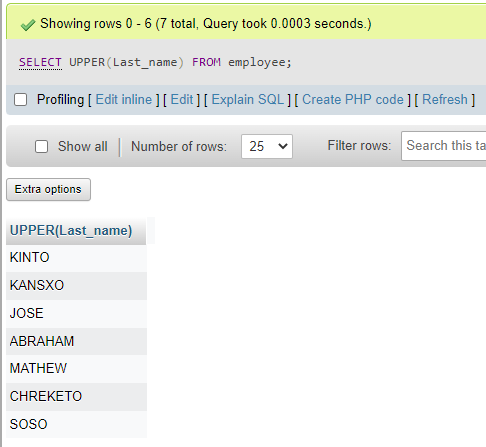 Showing rows 0 - 6 (7 total, Query took 0.0003 seconds.)
SELECT UPPER(Last_name) FROM employee;
Profiling [ Edit inline ] [ Edit ] [ Explain SQL ] [ Create PHP code ] [ Refresh ]
Show all Number of rows: 25 Filter rows: Search this ta
Extra options
UPPER(Last_name)
KINTO
KANSXO
JOSE
ABRAHAM
MATHEW
CHREKETO
SOSO